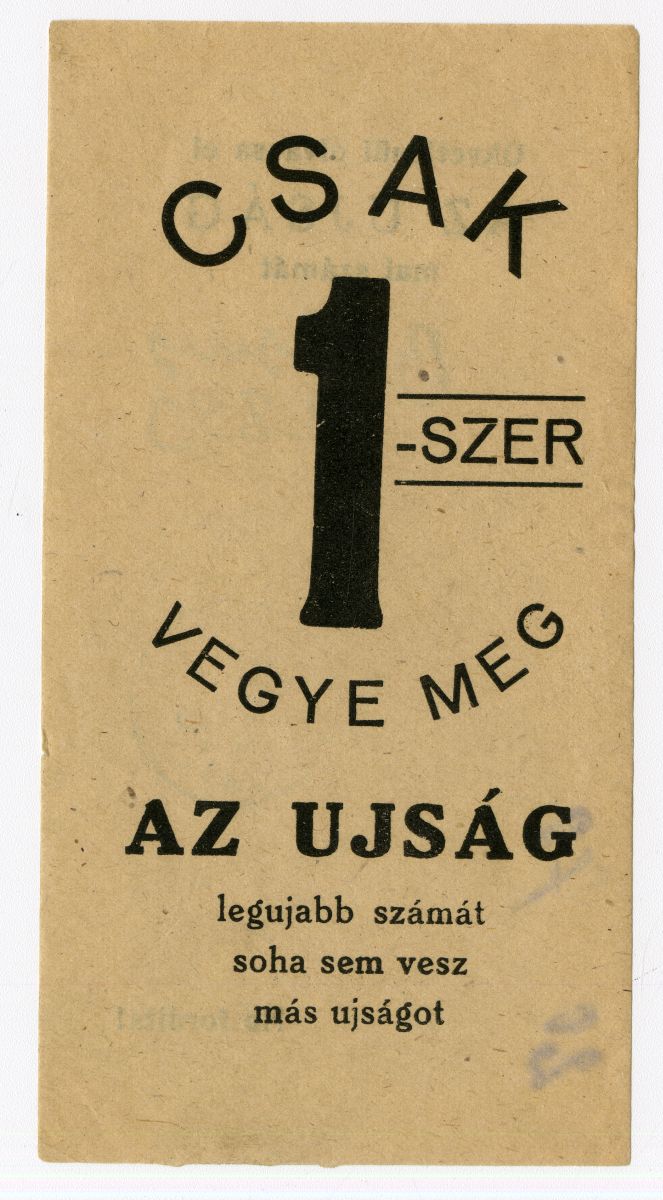 CSAK
1
-SZER
VEGYE MEG
AZ UJSÁG
legujabb számát
soha sem vesz
más ujságot